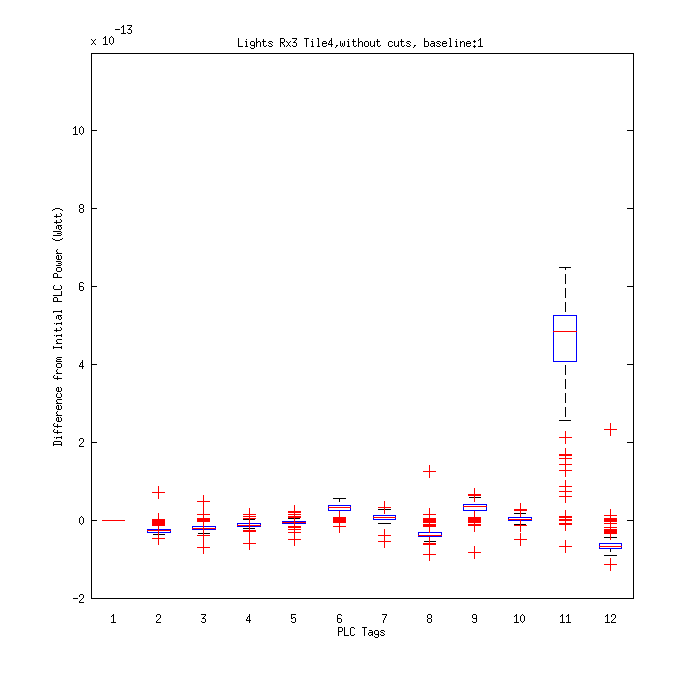 x 10^-13
Lights Rx3 Tile4,without cuts, baseline:1
Difference from Initial PLC Power (Watt)
10
8
6
4
2
0
-2
1 2 3 4 5 6 7 8 9 10 11 12
PLC Tags